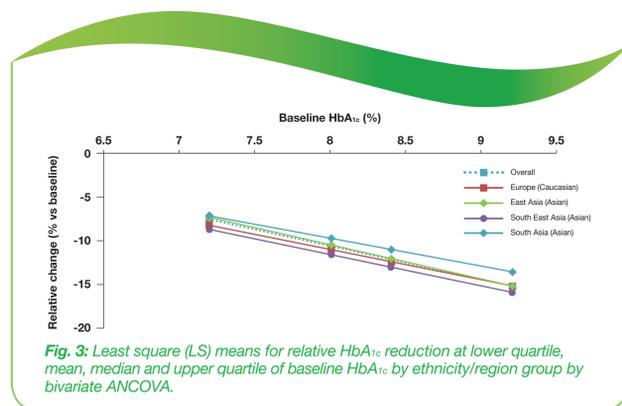 Baseline HbA1c (%)
6.5 7 7.5 8 8.5 9 9.5
Relative change (% vs baseline)
0
-5
-10
-15
-20
Overall
Europe (Caucasian)
East Asia (Asian)
South East Asia (Asian)
South Asia (Asian)
Fig. 3: Least square (LS) means for relative HbA1c reduction at lower quartile,
mean, median and upper quartile of baseline HbA1c by ethnicity/region group by
bivariate ANCOVA.